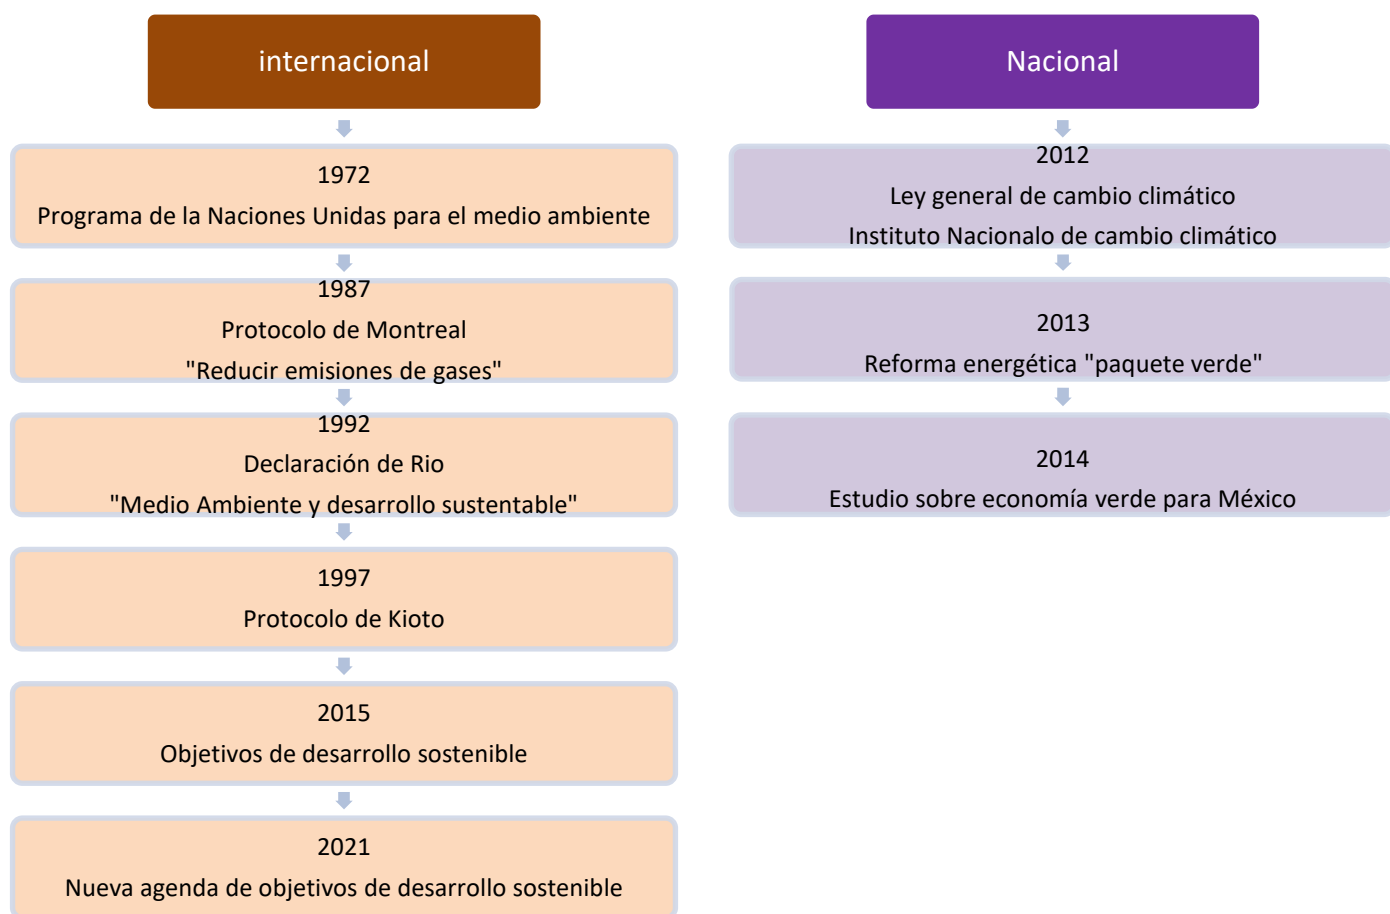 internacional
1972
Programa de la Naciones Unidas para el medio ambiente
1987
Protocolo de Montreal
"Reducir emisiones de gases"
1992
Declaración de Rio
"Medio Ambiente y desarrollo sustentable"
1997
Protocolo de Kioto
2015
Objetivos de desarrollo sostenible
2021
Nueva agenda de objetivos de desarrollo sostenible
Nacional
2012
Ley general de cambio climático
Instituto Nacionalo de cambio climático
2013
Reforma energética "paquete verde"
2014
Estudio sobre economía verde para México